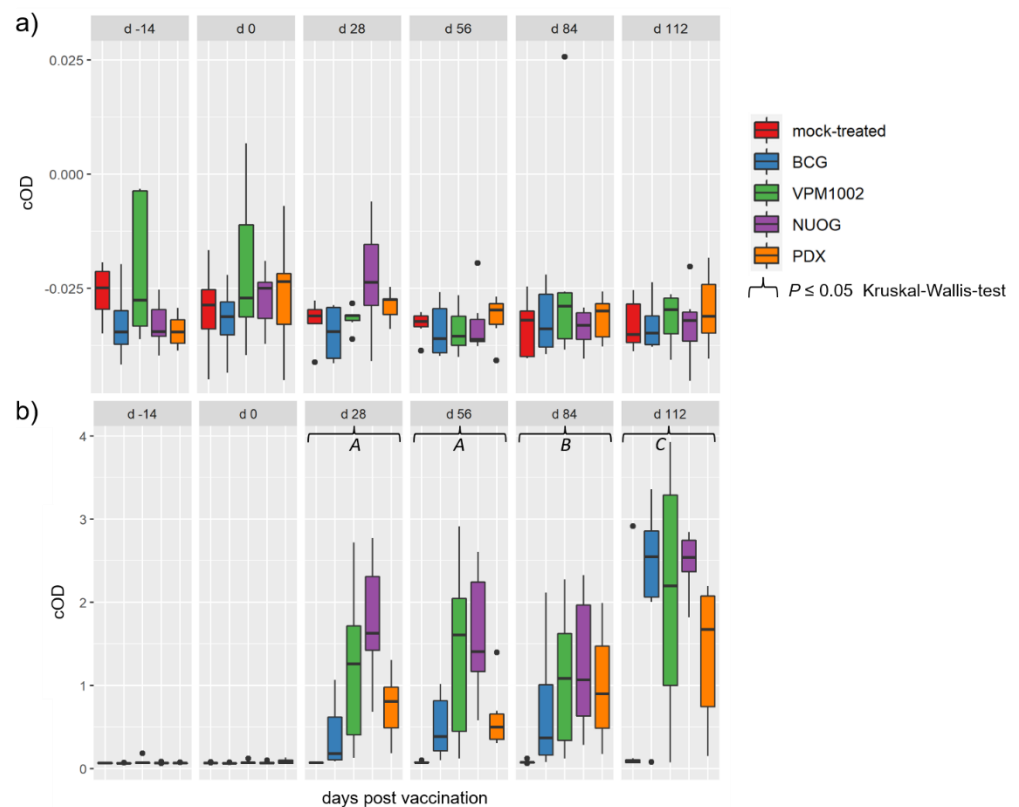 a)
d -14 d 0 d 28 d 56 d 84 d 112
0.025
0.000
-0.025
cOD
mock-treated
BCG
VPM1002
NUOG
PDX
P ≤ 0.05 Kruskal-Wallis-test
b)
d -14 d 0 d 28 d 56 d 84 d 112
A A B C
4
3
2
1
0
cOD
days post vaccination